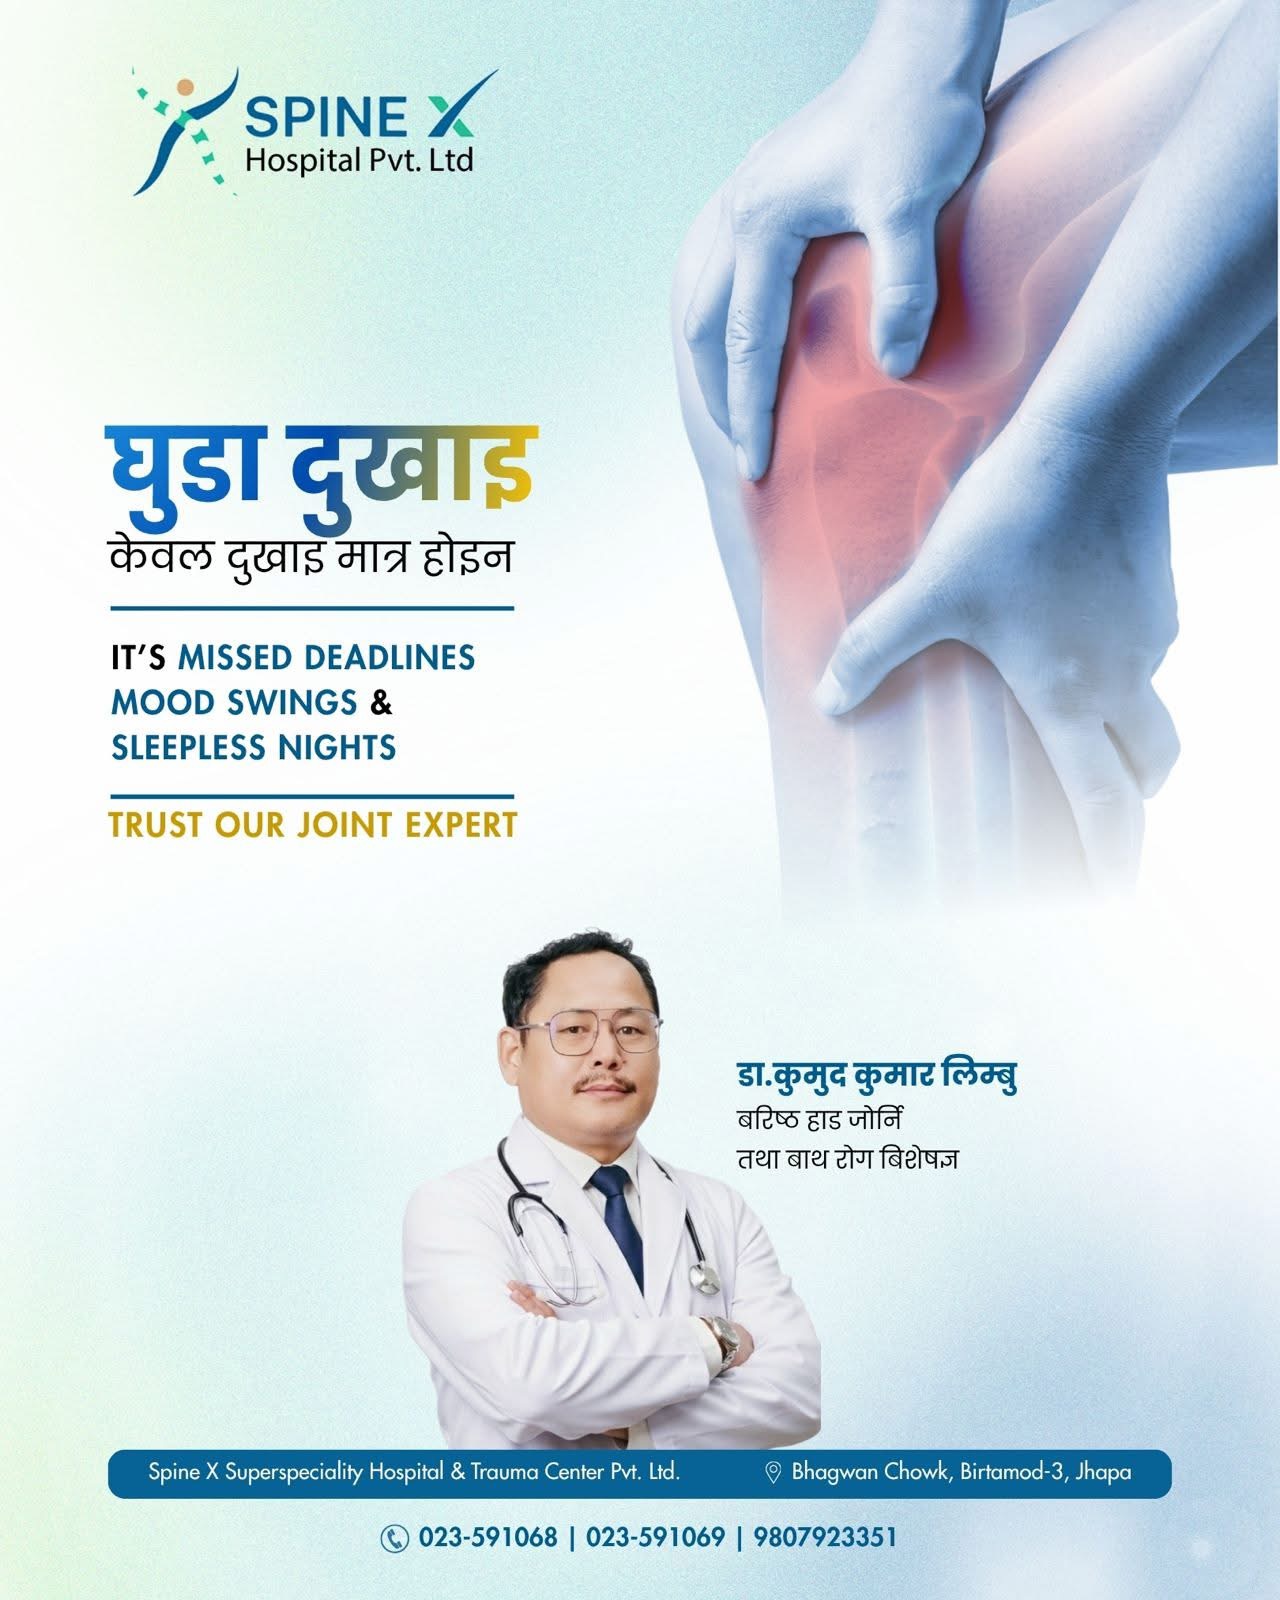 SPINE X
Hospital Pvt. Ltd
घुडा दुखाइ
केवल दुखाइ मात्र होइन
IT'S MISSED DEADLINES
MOOD SWINGS &
SLEEPLESS NIGHTS
TRUST OUR JOINT EXPERT
डा.कुमुद कुमार लिम्बु
बरिष्ठ हाड जोर्नि
तथा बाथ रोग बिशेषज्ञ
Spine X Superspeciality Hospital & Trauma Center Pvt. Ltd. Bhagwan Chowk, Birtamod-3, Jhapa
023-591068 | 023-591069 | 9807923351